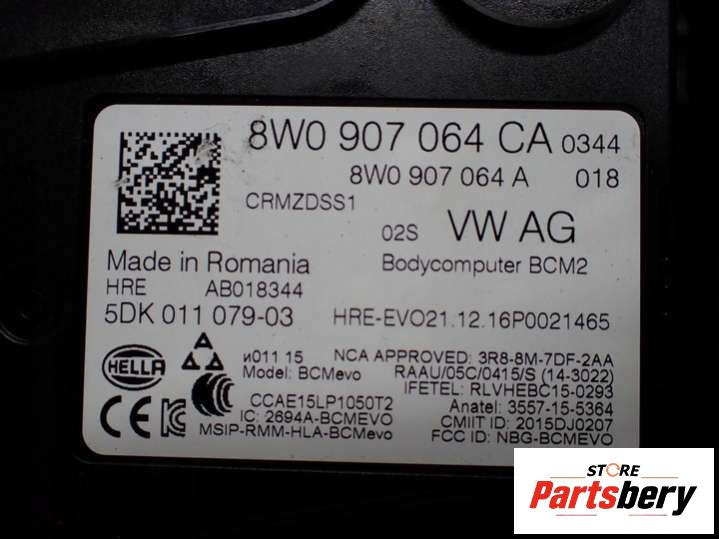 8W0 907 064 CA 0344
8W0 907 064 A 018
CRMZDSS1
02S VW AG
Made in Romania Bodycomputer BCM2
HRE AB018344
5DK 011 079-03 HRE-EVO21.12.16P0021465
HELLA
и011 15 NCA APPROVED: 3R8-8M-7DF-2AA
Model: BCMevo RAAU/05C/0415/S (14-3022)
IFETEL: RLVHEBC15-0293
CCAE15LP1050T2 Anatel: 3557-15-5364
IC: 2694A-BCMEVO CMIIT ID: 2015DJ0207
MSIP-RMM-HLA-BCMevo FCC ID: NBG-BCMEVO
CE
STORE
Partsbery